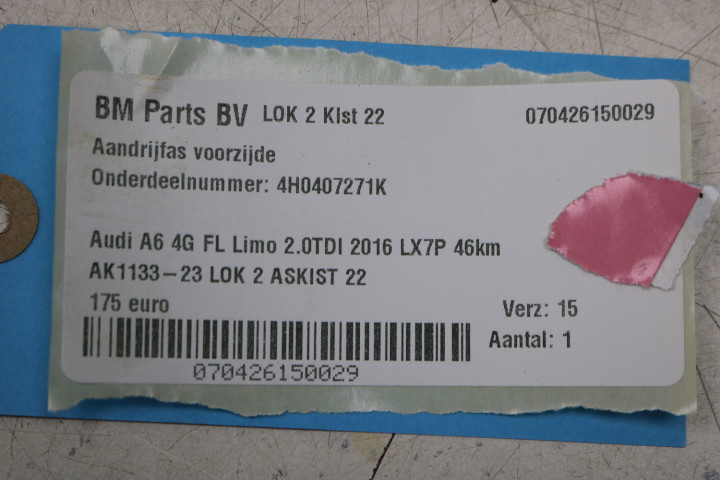 BM Parts BV LOK 2 KIst 22 070426150029
Aandrijfas voorzijde
Onderdeelnummer: 4H0407271K
Audi A6 4G FL Limo 2.0TDI 2016 LX7P 46km
AK1133-23 LOK 2 ASKIST 22
175 euro Verz: 15
Aantal: 1
070426150029